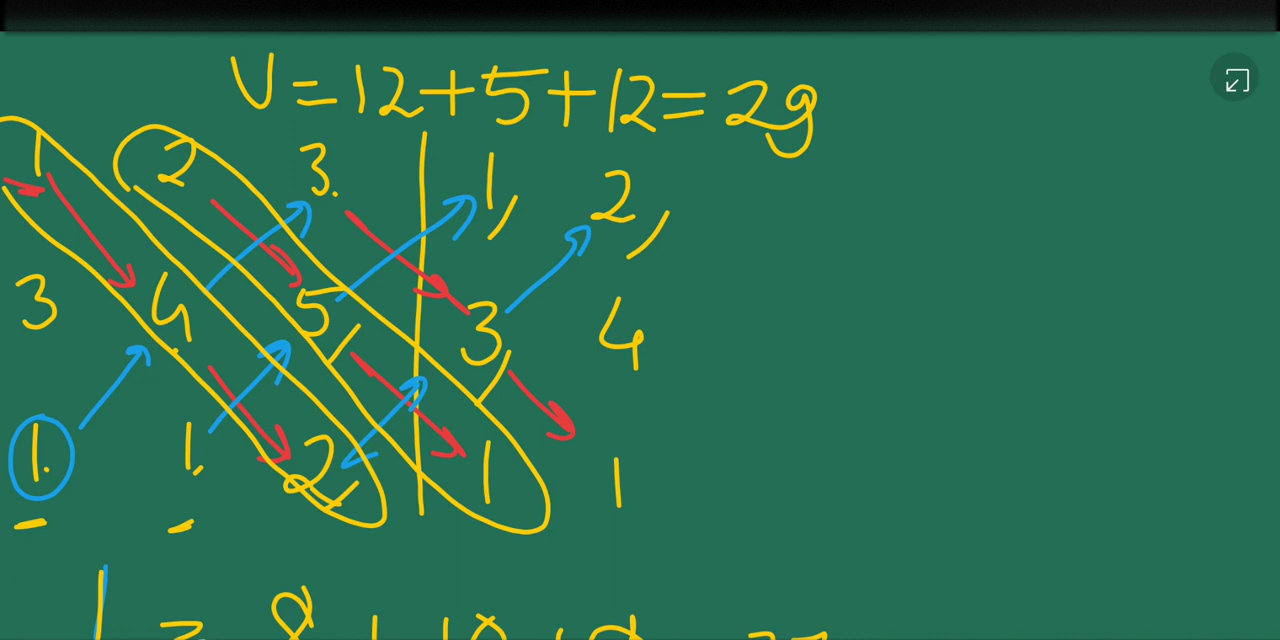 V = 12 + 5 + 12 = 29
1 2 3. 1, 2,
3 4. 5, 3, 4
1. 1, 2, 1 1